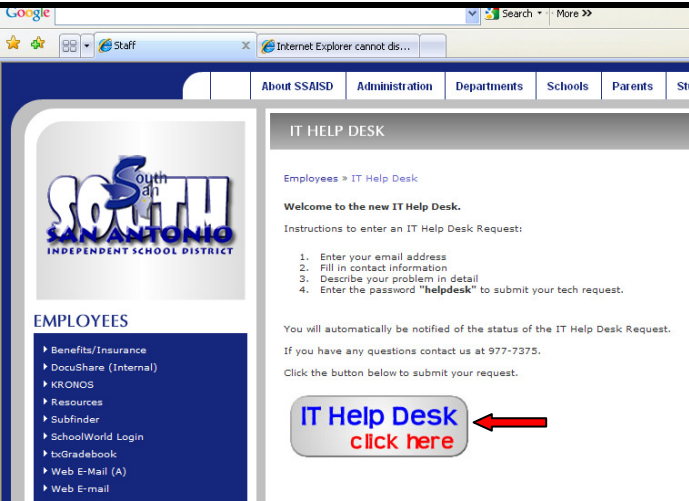 Google
Search
More >>
Staff
x
Internet Explorer cannot dis...
About SSAISD
Administration
Departments
Schools
Parents
South
San
SOUTH
SAN ANTONIO
INDEPENDENT SCHOOL DISTRICT
IT HELP DESK
Employees » IT Help Desk
Welcome to the new IT Help Desk.
Instructions to enter an IT Help Desk Request:
1. Enter your email address
2. Fill in contact information
3. Describe your problem in detail
4. Enter the password "helpdesk" to submit your tech request.
You will automatically be notified of the status of the IT Help Desk Request.
If you have any questions contact us at 977-7375.
Click the button below to submit your request.
IT Help Desk
click here
EMPLOYEES
Benefits/Insurance
DocuShare (Internal)
KRONOS
Resources
Subfinder
SchoolWorld Login
txGradebook
Web E-Mail (A)
Web E-mail